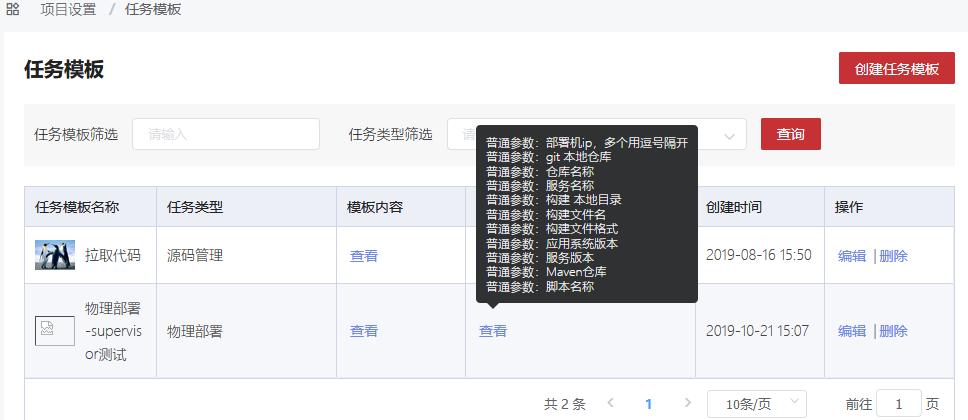 项目设置 / 任务模板
任务模板
创建任务模板
任务模板筛选 请输入 任务类型筛选 请 查询
普通参数：部署机ip，多个用逗号隔开
普通参数：git 本地仓库
普通参数：仓库名称
普通参数：服务名称
普通参数：构建 本地目录
普通参数：构建文件名
普通参数：构建文件格式
普通参数：应用系统版本
普通参数：服务版本
普通参数：Maven仓库
普通参数：脚本名称
任务模板名称 任务类型 模板内容 创建时间 操作
拉取代码 源码管理 查看 2019-08-16 15:50 编辑 | 删除
物理部署
-supervis
or测试
物理部署 查看 查看 2019-10-21 15:07 编辑 | 删除
共 2 条 < 1 > 10条/页 前往 1 页